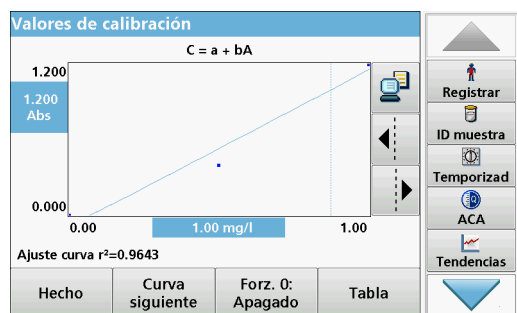 Valores de calibración
C = a + bA
1.200
1.200
Abs
0.000
0.00
1.00 mg/l
1.00
Ajuste curva r²=0.9643
Hecho
Curva
siguiente
Forz. 0:
Apagado
Tabla
Registrar
ID muestra
Temporizad
ACA
Tendencias